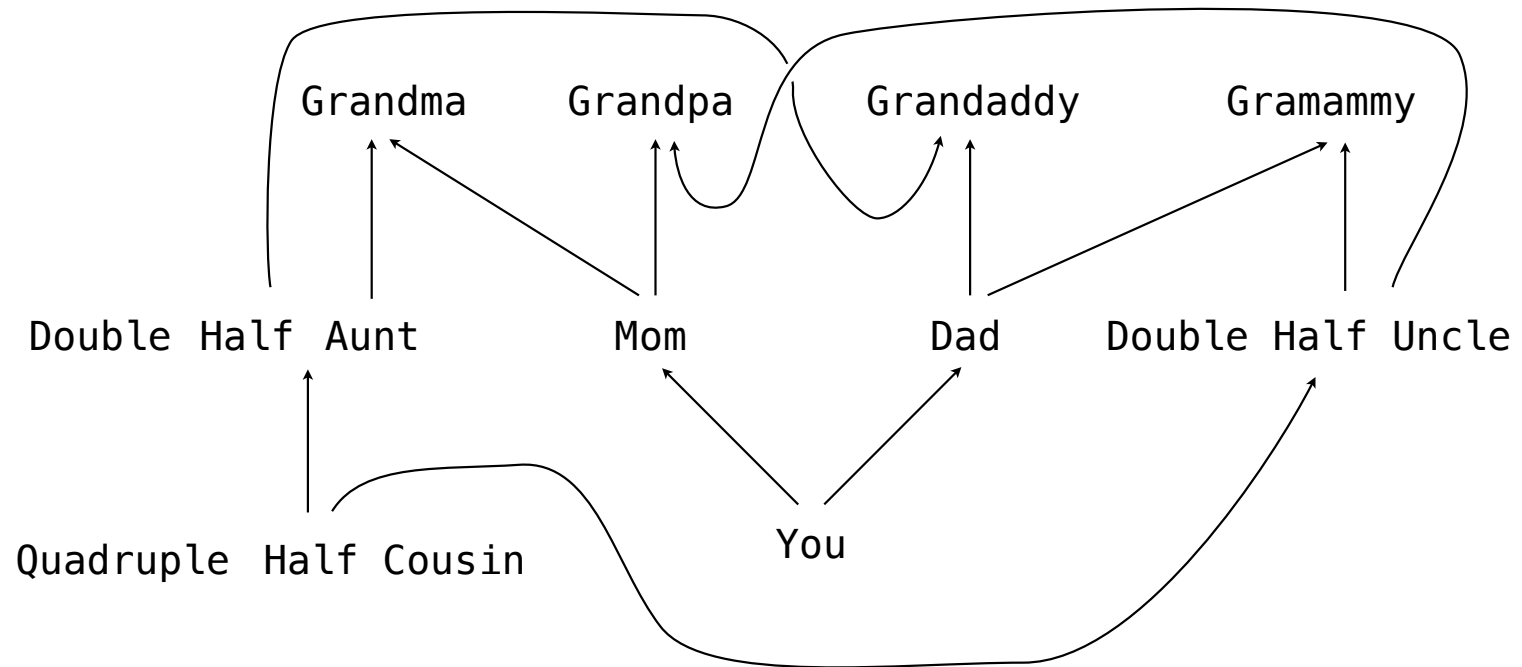 Grandma Grandpa Grandaddy Gramammy
Double Half Aunt Mom Dad Double Half Uncle
Quadruple Half Cousin You